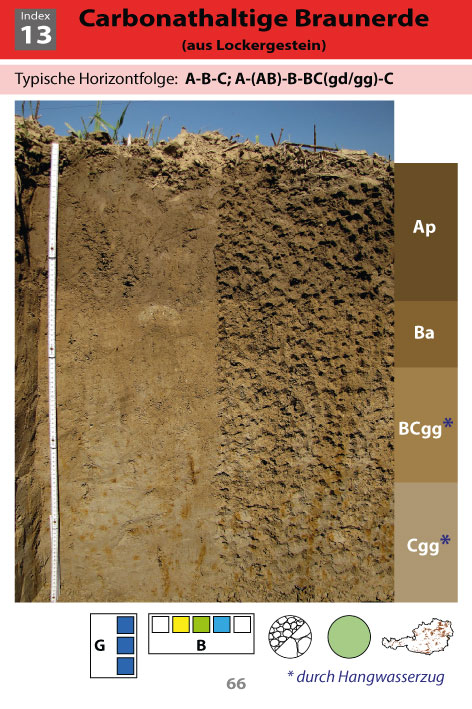 Index
13
Carbonathaltige Braunerde
(aus Lockergestein)
Typische Horizontfolge: A-B-C; A-(AB)-B-BC(gd/gg)-C
Ap
Ba
BCgg*
Cgg*
G
B
* durch Hangwasserzug
66